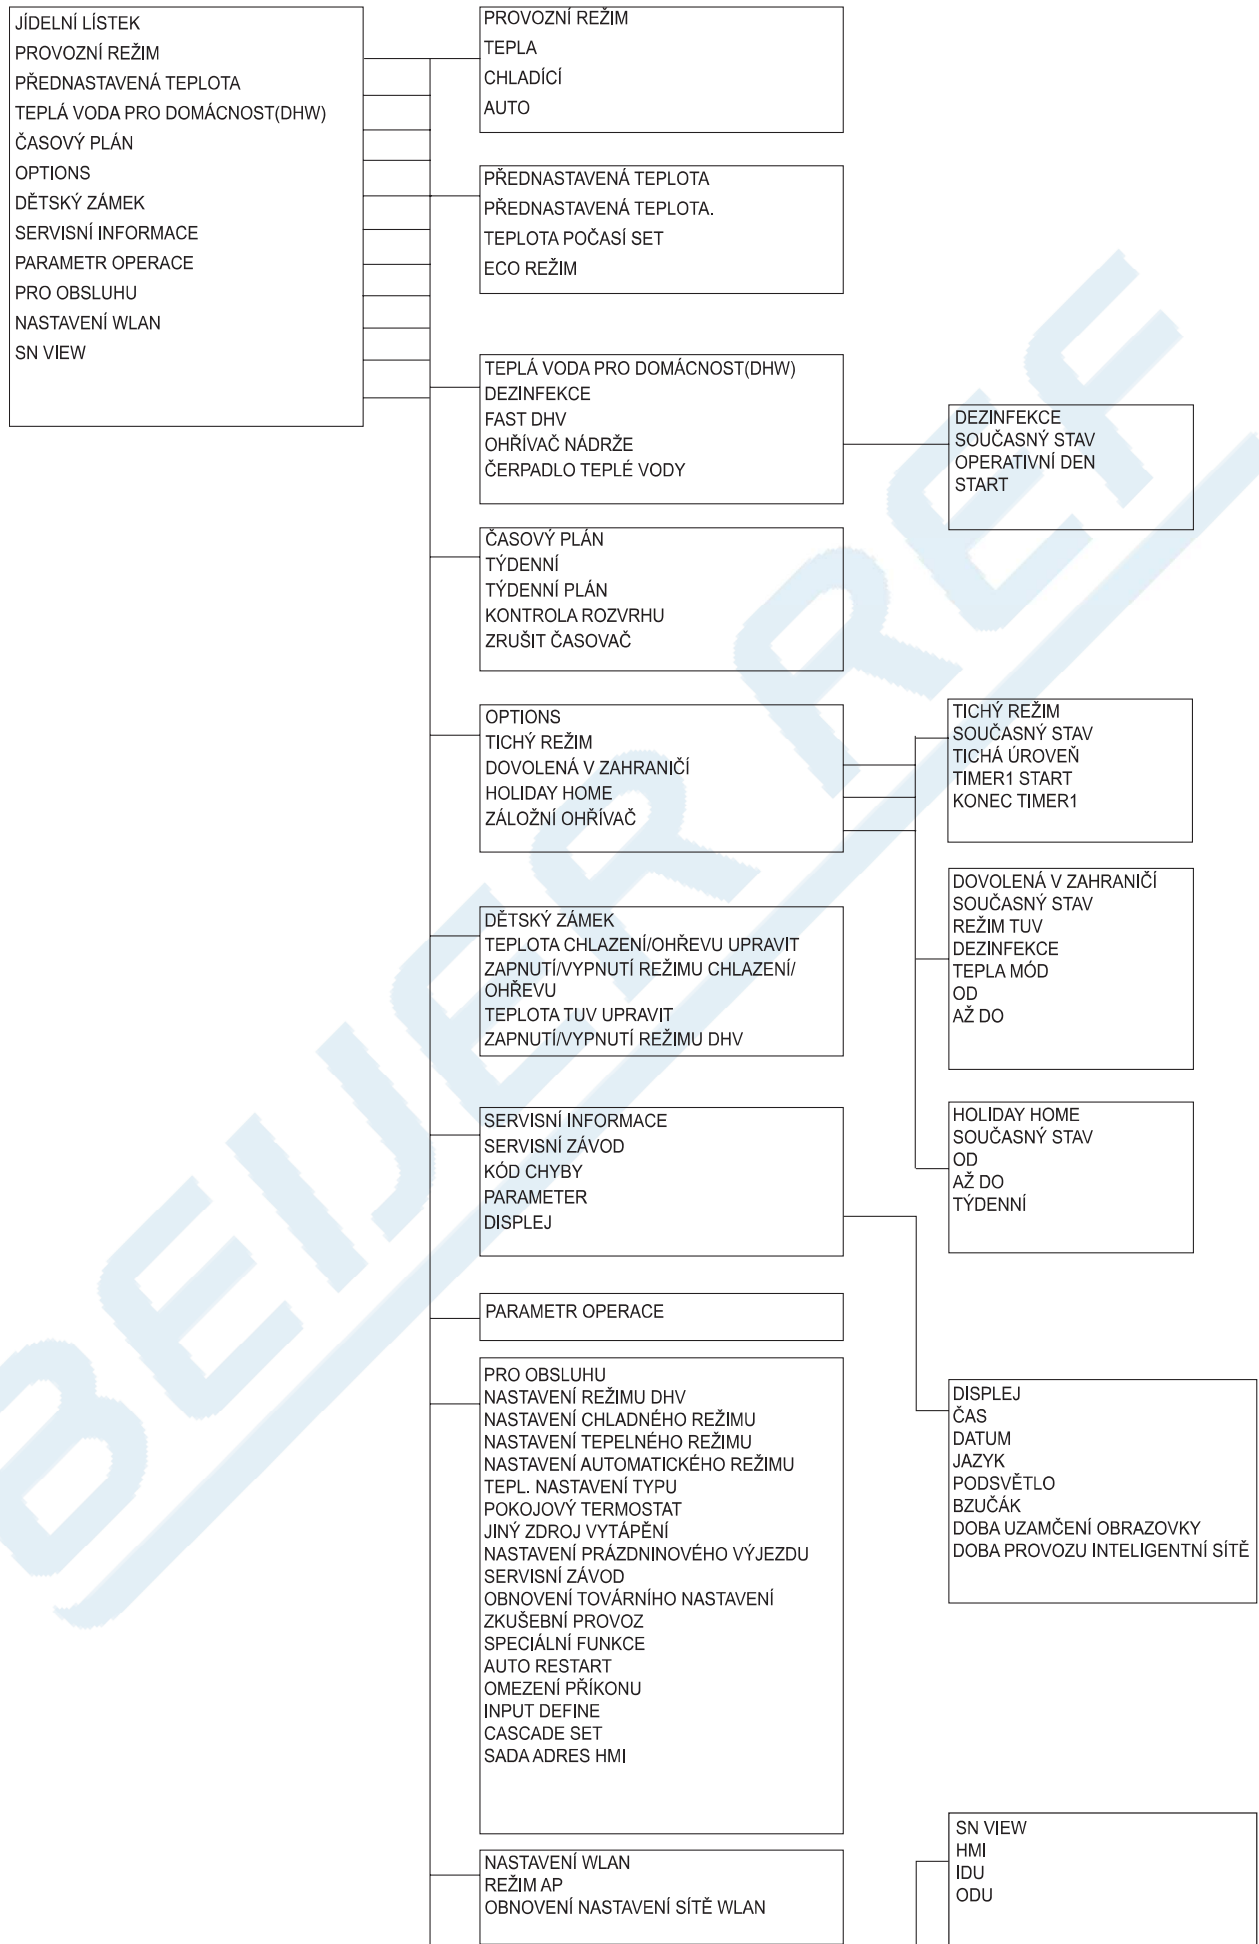 JÍDELNÍ LÍSTEK
PROVOZNÍ REŽIM
PŘEDNASTAVENÁ TEPLOTA
TEPLÁ VODA PRO DOMÁCNOST(DHW)
ČASOVÝ PLÁN
OPTIONS
DĚTSKÝ ZÁMEK
SERVISNÍ INFORMACE
PARAMETR OPERACE
PRO OBSLUHU
NASTAVENÍ WLAN
SN VIEW
PROVOZNÍ REŽIM
TEPLA
CHLADÍCÍ
AUTO
PŘEDNASTAVENÁ TEPLOTA
PŘEDNASTAVENÁ TEPLOTA.
TEPLOTA POČASÍ SET
ECO REŽIM
TEPLÁ VODA PRO DOMÁCNOST(DHW)
DEZINFEKCE
FAST DHV
OHŘÍVAČ NÁDRŽE
ČERPADLO TEPLÉ VODY
DEZINFEKCE
SOUČASNÝ STAV
OPERATIVNÍ DEN
START
ČASOVÝ PLÁN
TÝDENNÍ
TÝDENNÍ PLÁN
KONTROLA ROZVRHU
ZRUŠIT ČASOVAČ
OPTIONS
TICHÝ REŽIM
DOVOLENÁ V ZAHRANIČÍ
HOLIDAY HOME
ZÁLOŽNÍ OHŘÍVAČ
TICHÝ REŽIM
SOUČASNÝ STAV
TICHÁ ÚROVEŇ
TIMER1 START
KONEC TIMER1
DOVOLENÁ V ZAHRANIČÍ
SOUČASNÝ STAV
REŽIM TUV
DEZINFEKCE
TEPLA MÓD
OD
AŽ DO
HOLIDAY HOME
SOUČASNÝ STAV
OD
AŽ DO
TÝDENNÍ
DĚTSKÝ ZÁMEK
TEPLOTA CHLAZENÍ/OHŘEVU UPRAVIT
ZAPNUTÍ/VYPNUTÍ REŽIMU CHLAZENÍ/
OHŘEVU
TEPLOTA TUV UPRAVIT
ZAPNUTÍ/VYPNUTÍ REŽIMU DHV
SERVISNÍ INFORMACE
SERVISNÍ ZÁVOD
KÓD CHYBY
PARAMETER
DISPLEJ
PARAMETR OPERACE
DISPLEJ
ČAS
DATUM
JAZYK
PODSVĚTLO
BZUČÁK
DOBA UZAMČENÍ OBRAZOVKY
DOBA PROVOZU INTELIGENTNÍ SÍTĚ
PRO OBSLUHU
NASTAVENÍ REŽIMU DHV
NASTAVENÍ CHLADNÉHO REŽIMU
NASTAVENÍ TEPELNÉHO REŽIMU
NASTAVENÍ AUTOMATICKÉHO REŽIMU
TEPL. NASTAVENÍ TYPU
POKOJOVÝ TERMOSTAT
JINÝ ZDROJ VYTÁPĚNÍ
NASTAVENÍ PRÁZDNINOVÉHO VÝJEZDU
SERVISNÍ ZÁVOD
OBNOVENÍ TOVÁRNÍHO NASTAVENÍ
ZKUŠEBNÍ PROVOZ
SPECIÁLNÍ FUNKCE
AUTO RESTART
OMEZENÍ PŘÍKONU
INPUT DEFINE
CASCADE SET
SADA ADRES HMI
NASTAVENÍ WLAN
REŽIM AP
OBNOVENÍ NASTAVENÍ SÍTĚ WLAN
SN VIEW
HMI
IDU
ODU
BEIJER REF